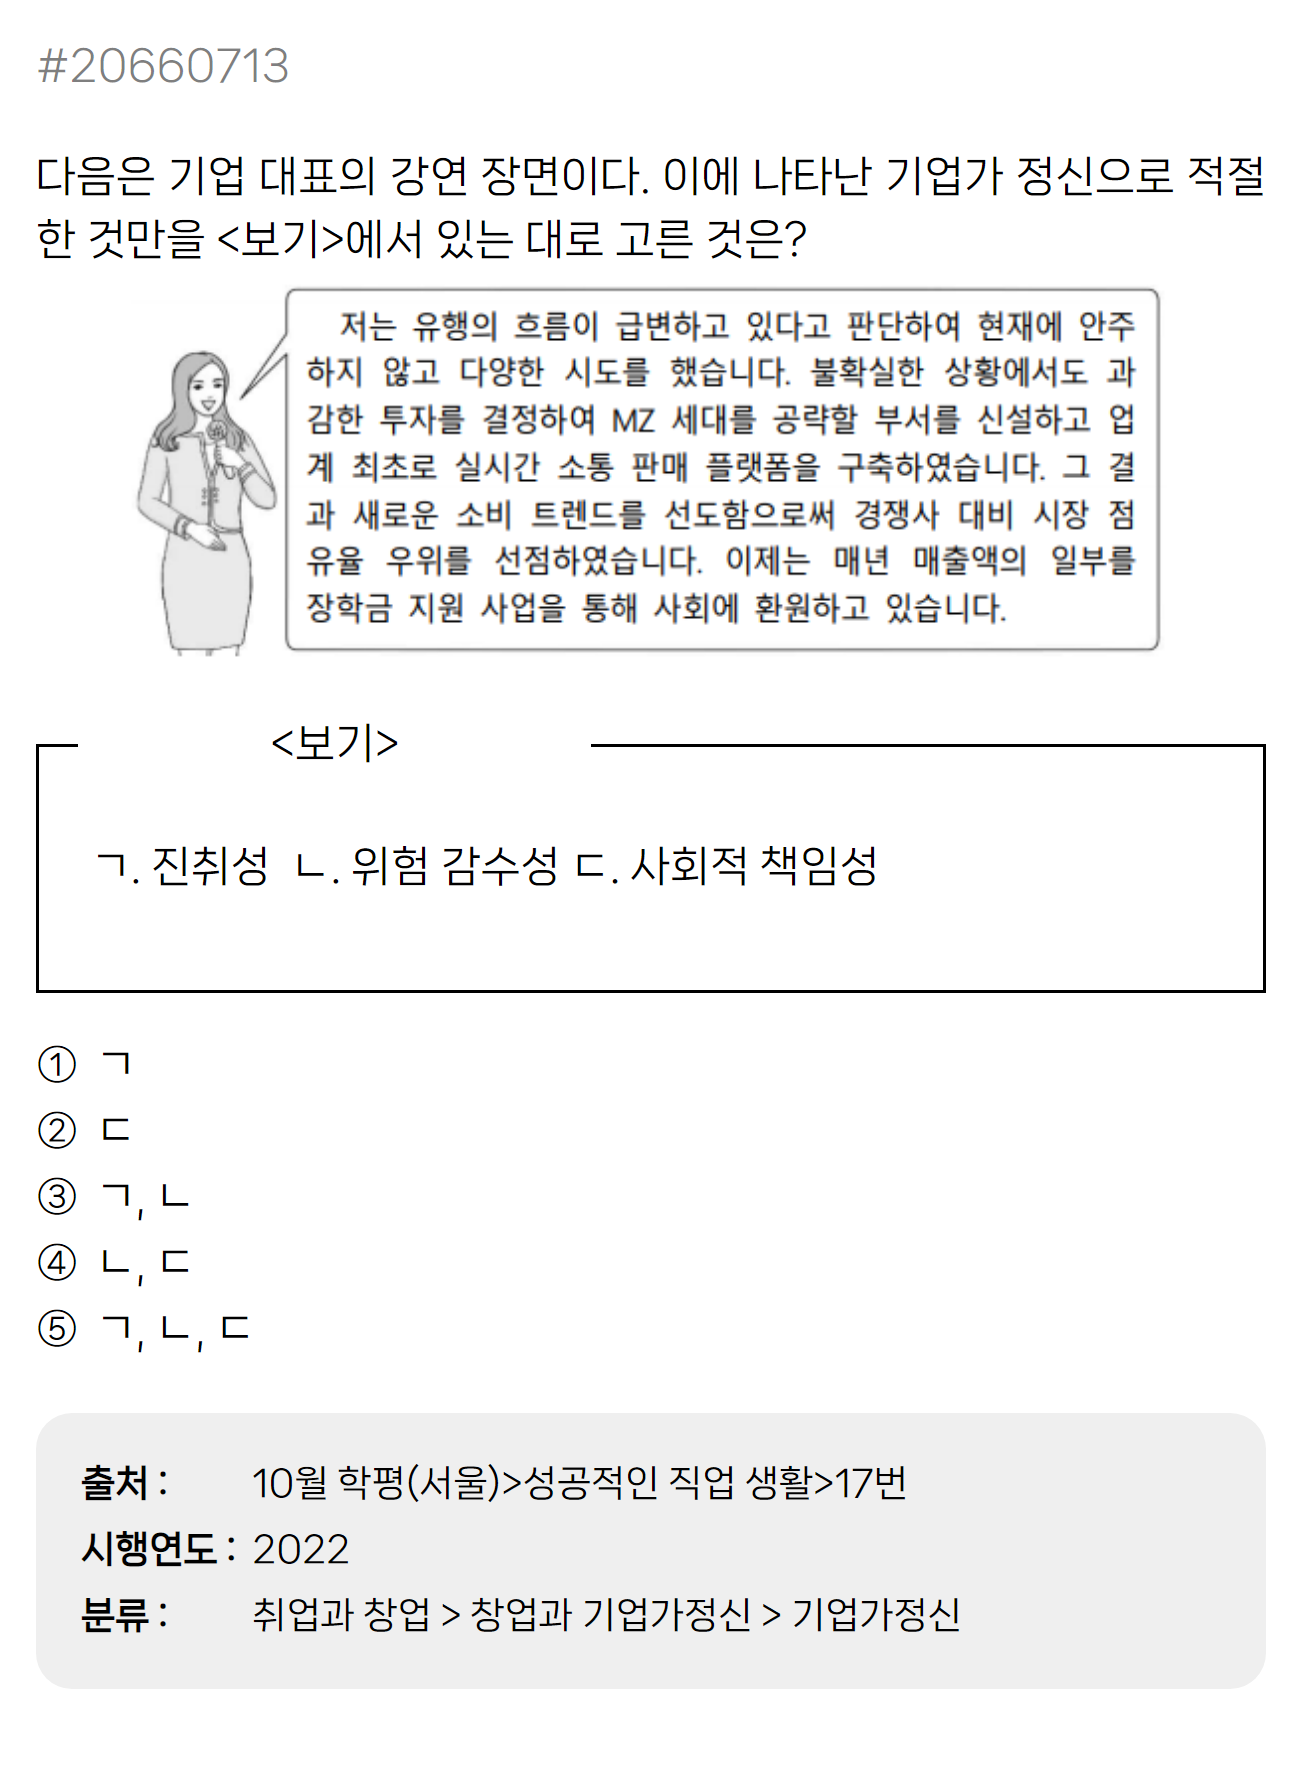 #20660713
다음은 기업 대표의 강연 장면이다. 이에 나타난 기업가 정신으로 적절
한 것만을 <보기>에서 있는 대로 고른 것은?
저는 유행의 흐름이 급변하고 있다고 판단하여 현재에 안주
하지 않고 다양한 시도를 했습니다. 불확실한 상황에서도 과
감한 투자를 결정하여 MZ 세대를 공략할 부서를 신설하고 업
계 최초로 실시간 소통 판매 플랫폼을 구축하였습니다. 그 결
과 새로운 소비 트렌드를 선도함으로써 경쟁사 대비 시장 점
유율 우위를 선점하였습니다. 이제는 매년 매출액의 일부를
장학금 지원 사업을 통해 사회에 환원하고 있습니다.
<보기>
ㄱ. 진취성 ㄴ. 위험 감수성 ㄷ. 사회적 책임성
① ㄱ
② ㄷ
③ ㄱ, ㄴ
④ ㄴ, ㄷ
⑤ ㄱ, ㄴ, ㄷ
출처 : 10월 학평(서울)>성공적인 직업 생활>17번
시행연도 : 2022
분류 : 취업과 창업 > 창업과 기업가정신 > 기업가정신